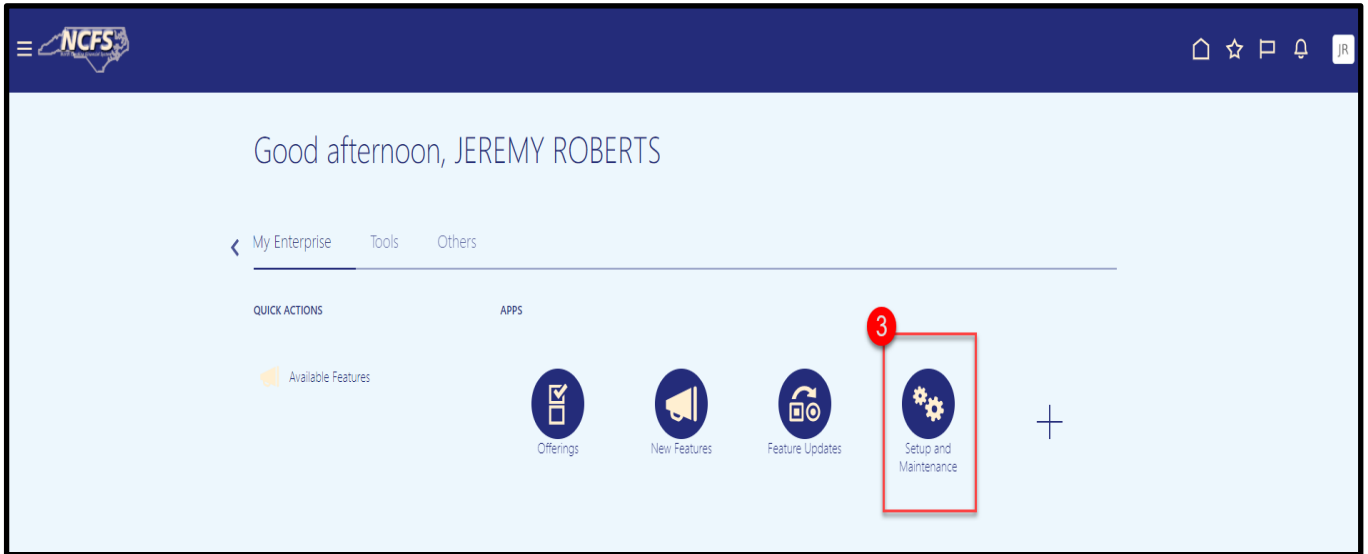 NCFS
JR
Good afternoon, JEREMY ROBERTS
My Enterprise Tools Others
QUICK ACTIONS
APPS
3
Available Features
Offerings
New Features
Feature Updates
Setup and
Maintenance